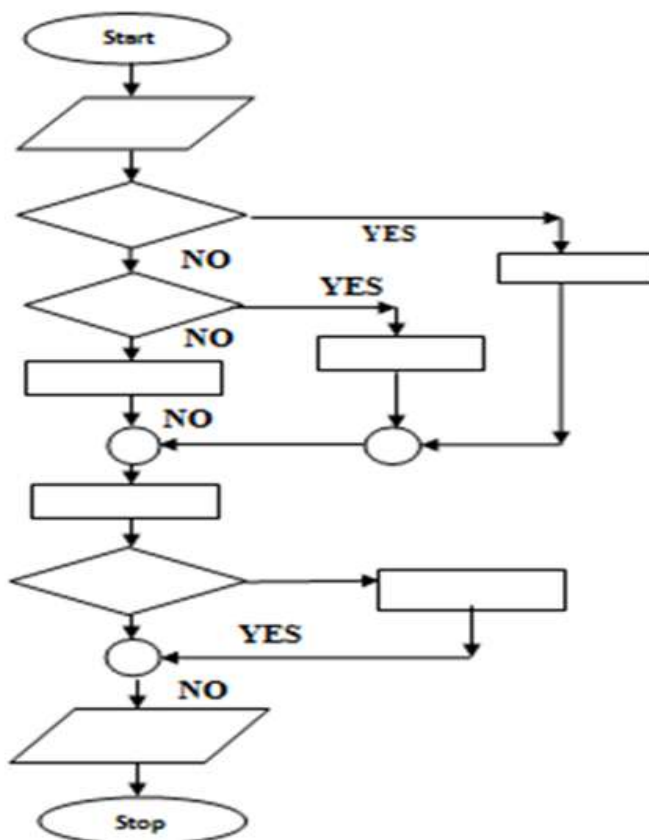 Start
YES
NO
YES
NO
NO
YES
NO
Stop